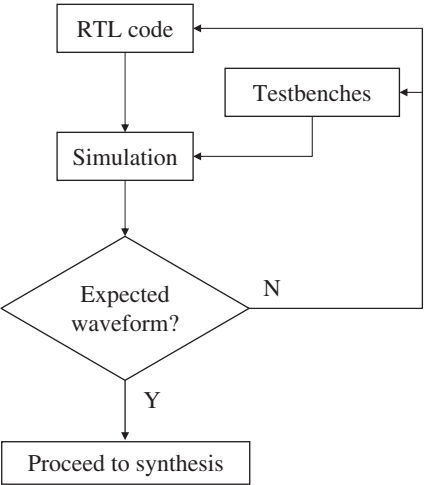 RTL code
Testbenches
Simulation
Expected
waveform?
N
Y
Proceed to synthesis